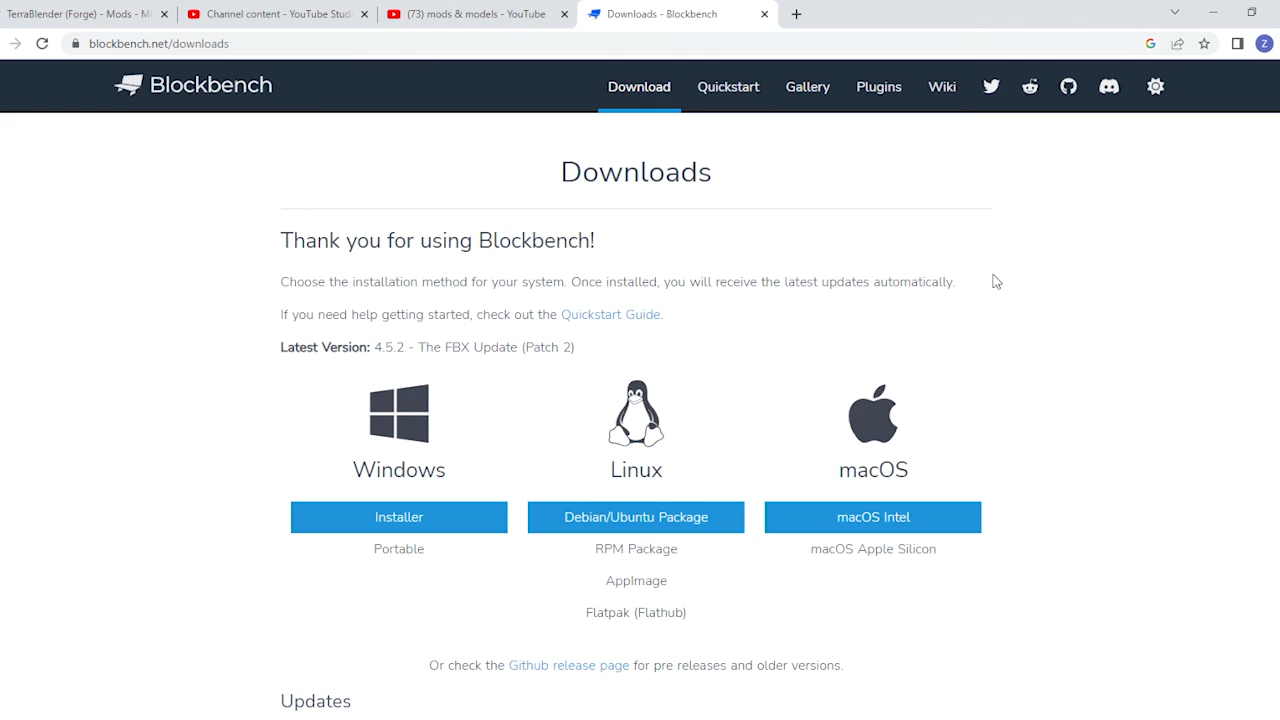 TerraBlender (Forge) - Mods - Mi
Channel content - YouTube Stud
(73) mods & models - YouTube
Downloads - Blockbench
blockbench.net/downloads
Z
Blockbench
Download
Quickstart
Gallery
Plugins
Wiki
Downloads
Thank you for using Blockbench!
Choose the installation method for your system. Once installed, you will receive the latest updates automatically.
If you need help getting started, check out the Quickstart Guide.
Latest Version: 4.5.2 - The FBX Update (Patch 2)
Windows
Linux
macOS
Installer
Debian/Ubuntu Package
macOS Intel
Portable
RPM Package
macOS Apple Silicon
AppImage
Flatpak (Flathub)
Or check the Github release page for pre releases and older versions.
Updates